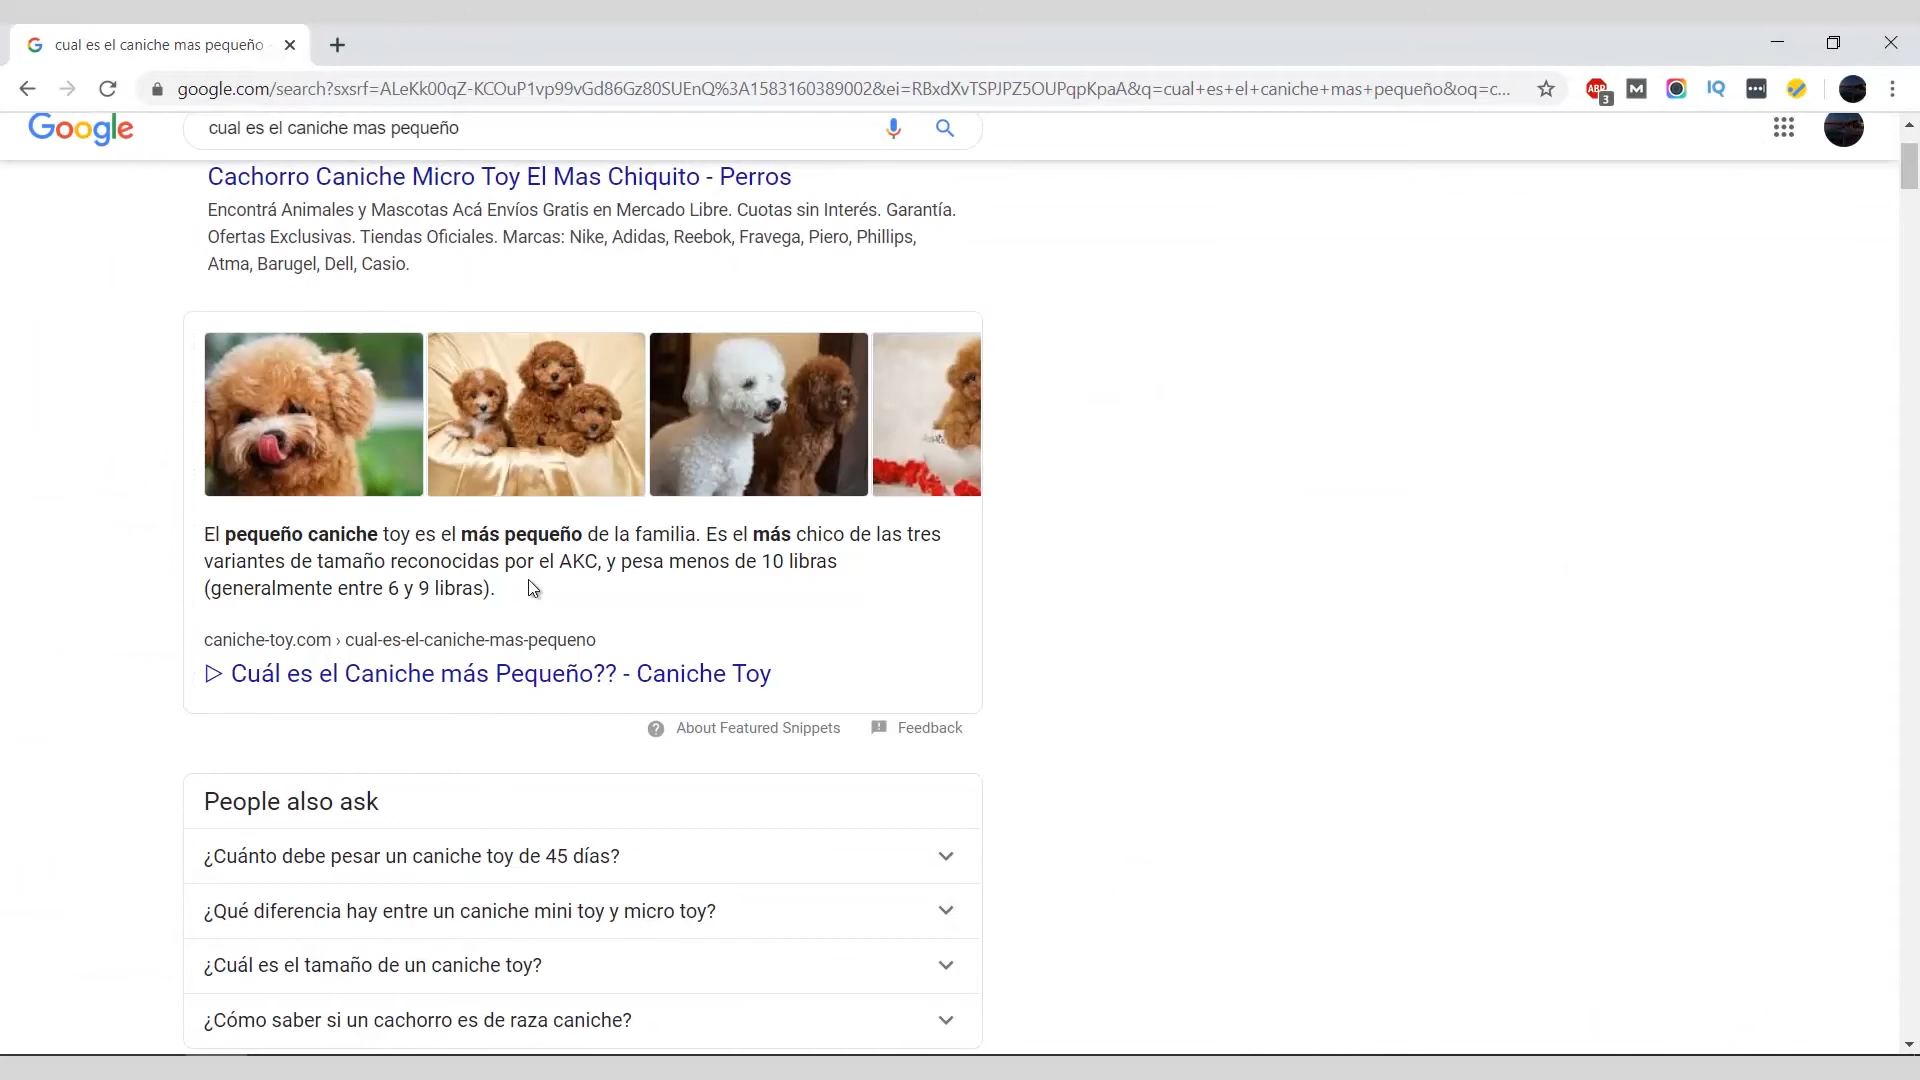 cual es el caniche mas pequeño
google.com/search?sxsrf=ALeKk00qZ-KCOuP1vp99vGd86Gz80SUEnQ%3A1583160389002&ei=RBxdXvTSPJPZ5OUPqpKpaA&q=cual+es+el+caniche+mas+pequeño&oq=c...
ABP
3
M
IQ
Google
cual es el caniche mas pequeño
Cachorro Caniche Micro Toy El Mas Chiquito - Perros
Encontrá Animales y Mascotas Acá Envíos Gratis en Mercado Libre. Cuotas sin Interés. Garantía.
Ofertas Exclusivas. Tiendas Oficiales. Marcas: Nike, Adidas, Reebok, Fravega, Piero, Phillips,
Atma, Barugel, Dell, Casio.
El pequeño caniche toy es el más pequeño de la familia. Es el más chico de las tres
variantes de tamaño reconocidas por el AKC, y pesa menos de 10 libras
(generalmente entre 6 y 9 libras).
caniche-toy.com › cual-es-el-caniche-mas-pequeno
▷ Cuál es el Caniche más Pequeño?? - Caniche Toy
About Featured Snippets
Feedback
People also ask
¿Cuánto debe pesar un caniche toy de 45 días?
¿Qué diferencia hay entre un caniche mini toy y micro toy?
¿Cuál es el tamaño de un caniche toy?
¿Cómo saber si un cachorro es de raza caniche?